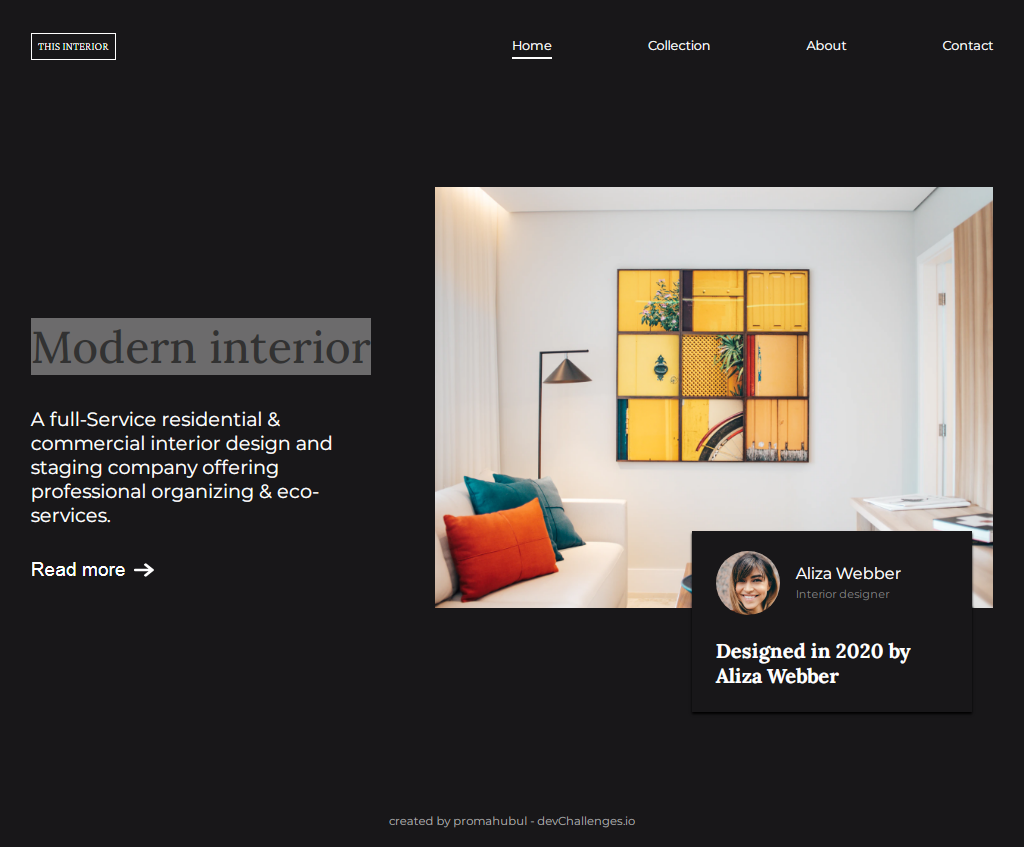 THIS INTERIOR
Home
Collection
About
Contact
Modern interior
A full-Service residential &
commercial interior design and
staging company offering
professional organizing & eco-
services.
Read more
Aliza Webber
Interior designer
Designed in 2020 by
Aliza Webber
created by promahubul - devChallenges.io